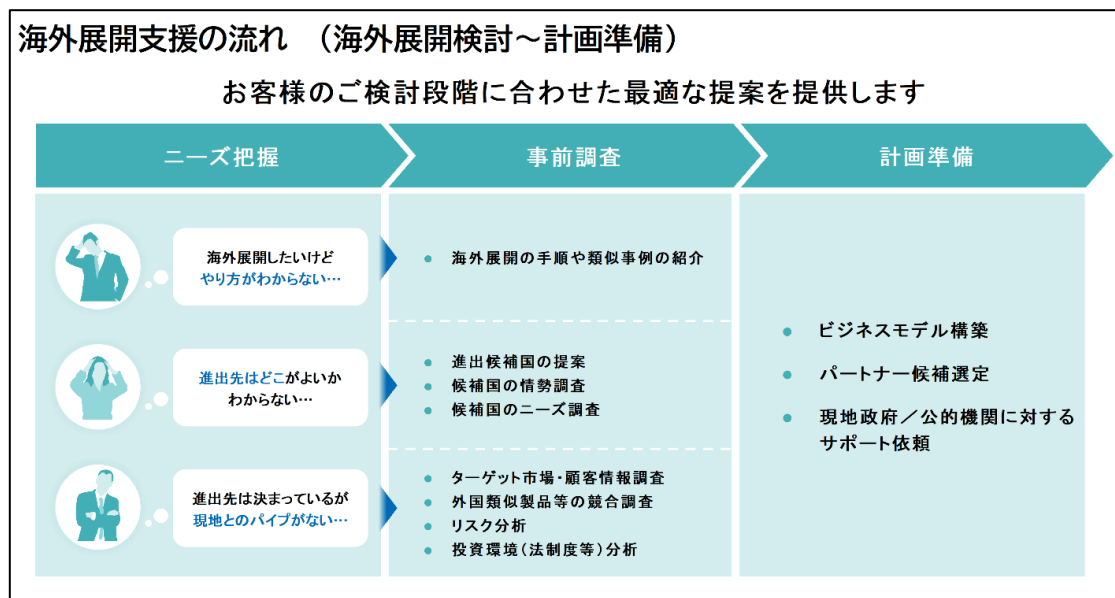 海外展開支援の流れ （海外展開検討～計画準備）
お客様のご検討段階に合わせた最適な提案を提供します
ニーズ把握
事前調査
計画準備
海外展開したいけど
やり方がわからない…
● 海外展開の手順や類似事例の紹介
進出先はどこがよいか
わからない…
● 進出候補国の提案
● 候補国の情勢調査
● 候補国のニーズ調査
進出先は決まっているが
現地とのパイプがない…
● ターゲット市場・顧客情報調査
● 外国類似製品等の競合調査
● リスク分析
● 投資環境（法制度等）分析
● ビジネスモデル構築
● パートナー候補選定
● 現地政府／公的機関に対する
サポート依頼